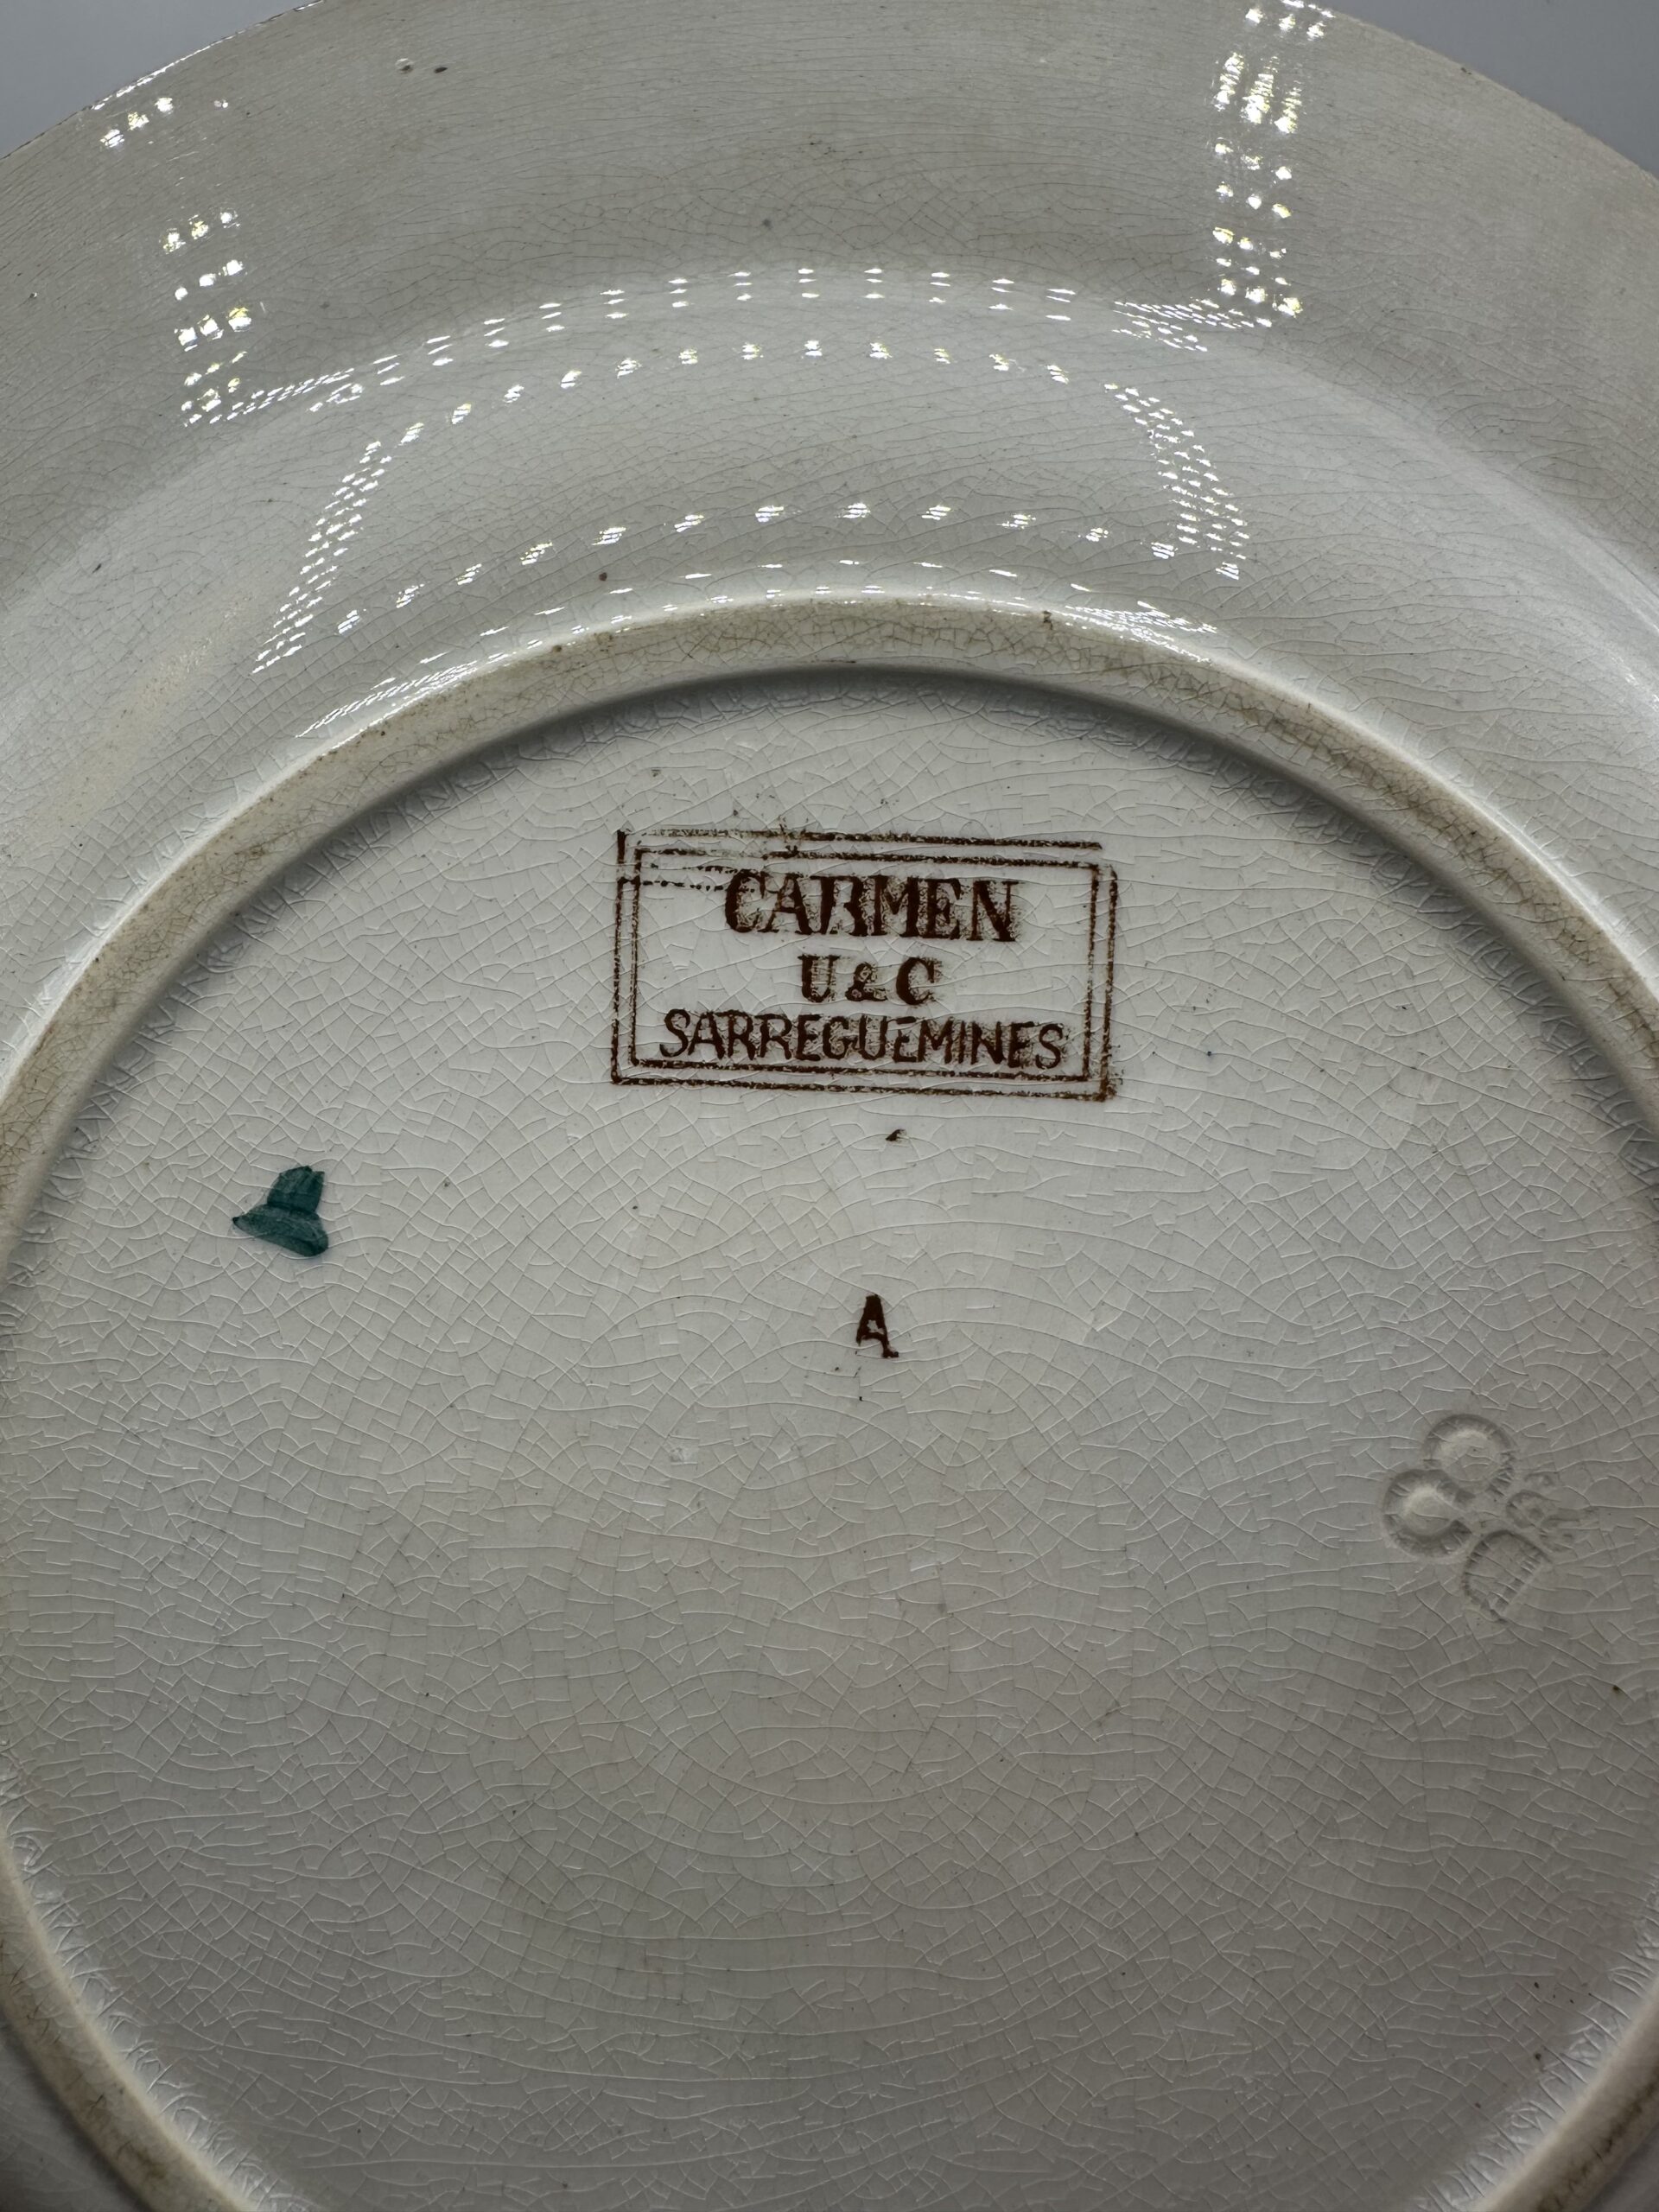 CARMEN
U & C
SARREGUEMINES
A